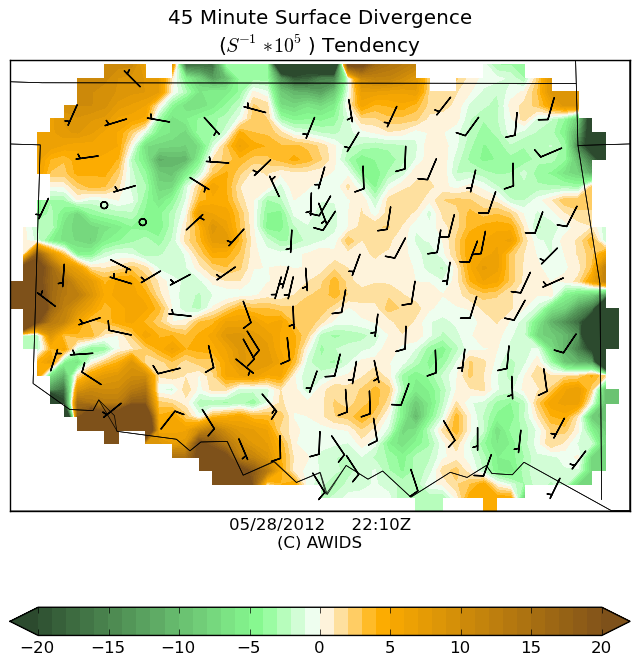 45 Minute Surface Divergence
(S⁻¹ *10⁵ ) Tendency
05/28/2012 22:10Z
(C) AWIDS
−20 −15 −10 −5 0 5 10 15 20